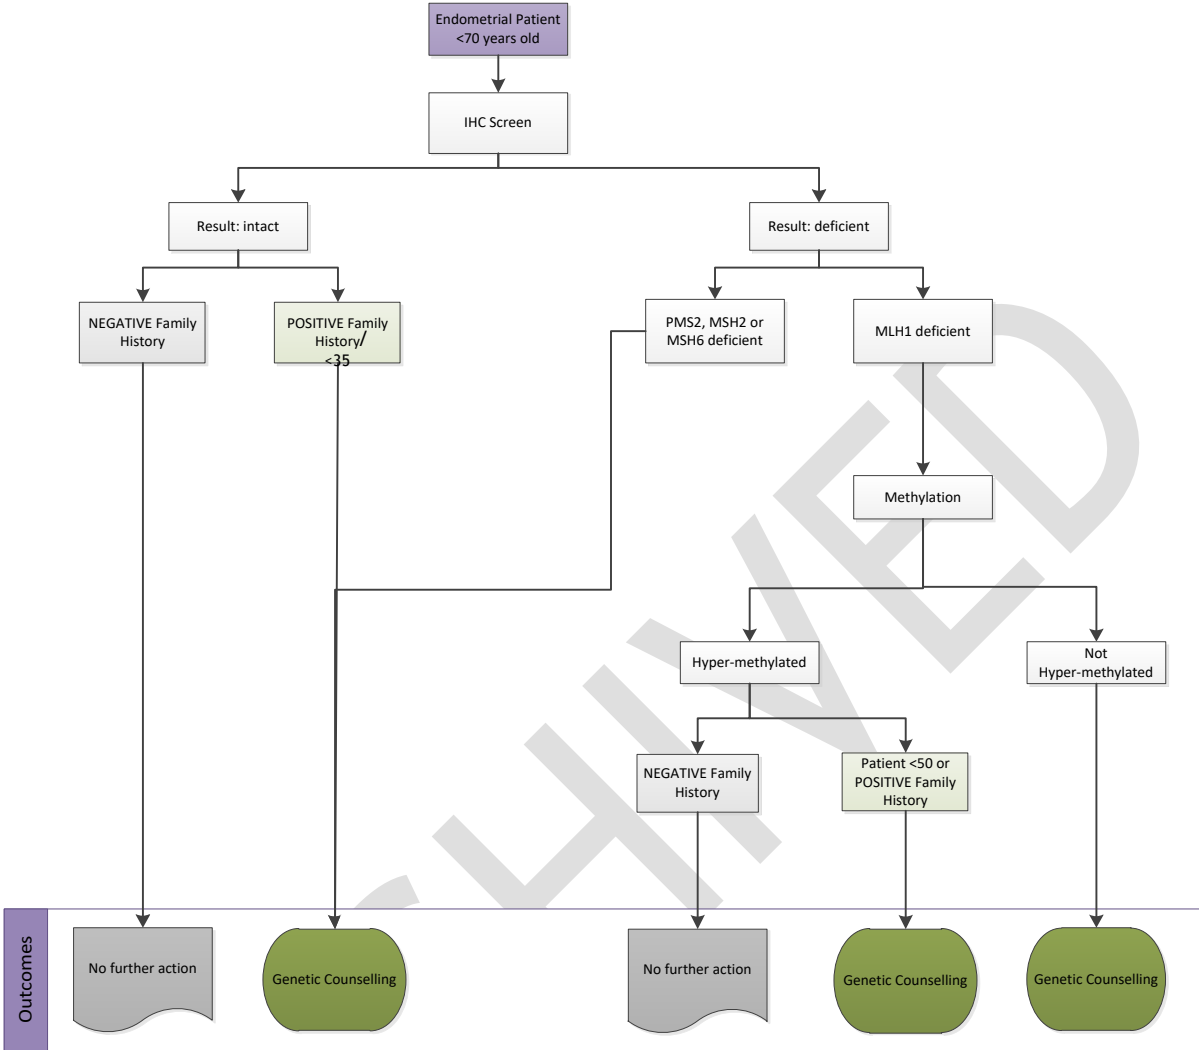 Endometrial Patient
<70 years old
IHC Screen
Result: intact
Result: deficient
NEGATIVE Family
History
POSITIVE Family
History/
<35
PMS2, MSH2 or
MSH6 deficient
MLH1 deficient
Methylation
Hyper-methylated
Not
Hyper-methylated
NEGATIVE Family
History
Patient <50 or
POSITIVE Family
History
Outcomes
No further action
Genetic Counselling
No further action
Genetic Counselling
Genetic Counselling